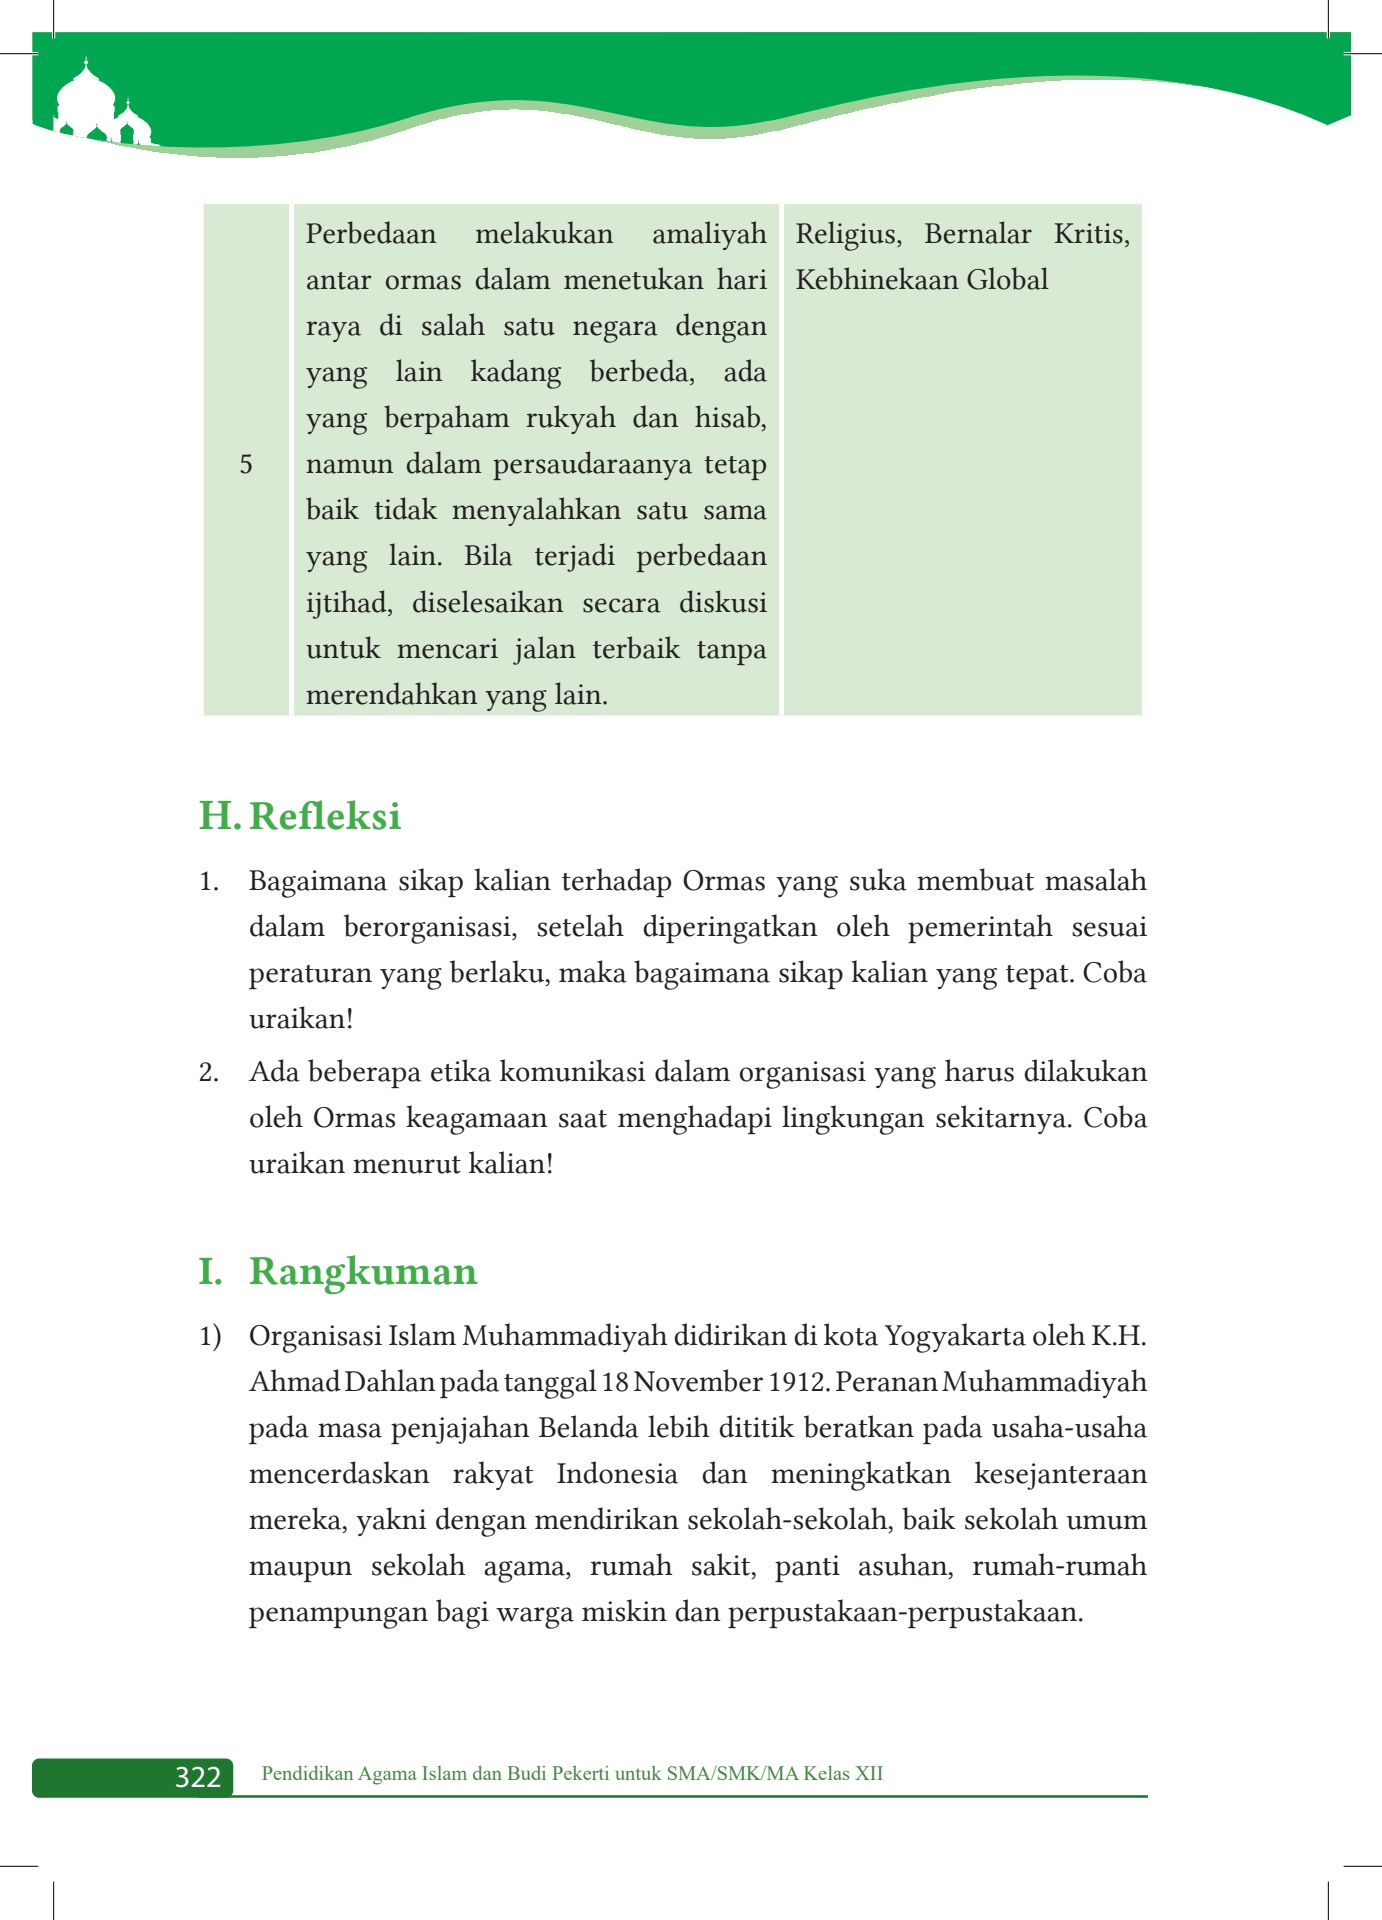 Perbedaan melakukan amaliyah
antar ormas dalam menetukan hari
raya di salah satu negara dengan
yang lain kadang berbeda, ada
yang berpaham rukyah dan hisab,
5 namun dalam persaudaraanya tetap
baik tidak menyalahkan satu sama
yang lain. Bila terjadi perbedaan
ijtihad, diselesaikan secara diskusi
untuk mencari jalan terbaik tanpa
merendahkan yang lain.
Religius, Bernalar Kritis,
Kebhinekaan Global
H. Refleksi
1. Bagaimana sikap kalian terhadap Ormas yang suka membuat masalah
dalam berorganisasi, setelah diperingatkan oleh pemerintah sesuai
peraturan yang berlaku, maka bagaimana sikap kalian yang tepat. Coba
uraikan!
2. Ada beberapa etika komunikasi dalam organisasi yang harus dilakukan
oleh Ormas keagamaan saat menghadapi lingkungan sekitarnya. Coba
uraikan menurut kalian!
I. Rangkuman
1) Organisasi Islam Muhammadiyah didirikan di kota Yogyakarta oleh K.H.
Ahmad Dahlan pada tanggal 18 November 1912. Peranan Muhammadiyah
pada masa penjajahan Belanda lebih dititik beratkan pada usaha-usaha
mencerdaskan rakyat Indonesia dan meningkatkan kesejanteraan
mereka, yakni dengan mendirikan sekolah-sekolah, baik sekolah umum
maupun sekolah agama, rumah sakit, panti asuhan, rumah-rumah
penampungan bagi warga miskin dan perpustakaan-perpustakaan.
322 Pendidikan Agama Islam dan Budi Pekerti untuk SMA/SMK/MA Kelas XII